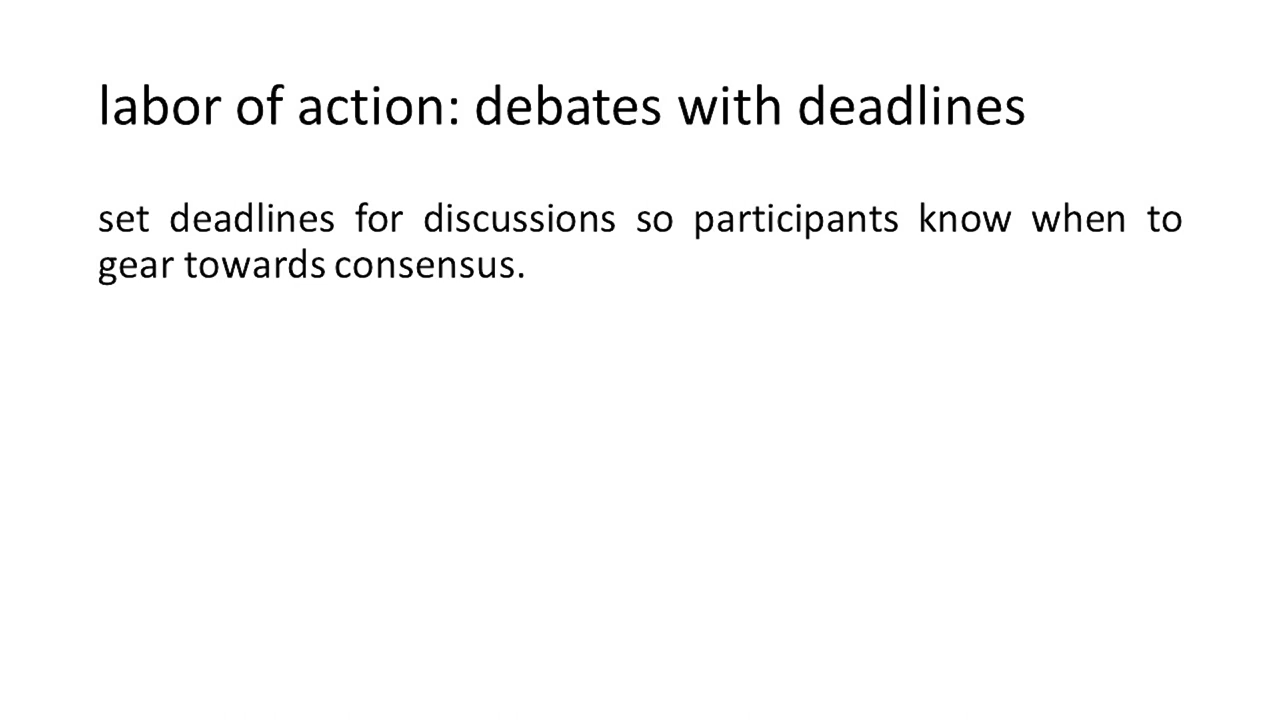 labor of action: debates with deadlines
set deadlines for discussions so participants know when to
gear towards consensus.